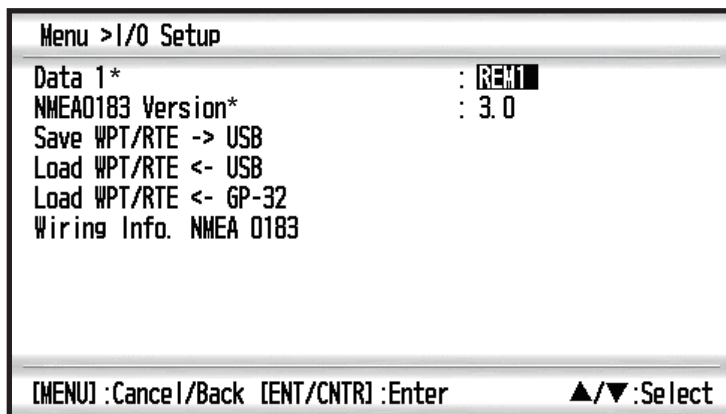 Menu >I/O Setup
Data 1* : REM1
NMEA0183 Version* : 3.0
Save WPT/RTE -> USB
Load WPT/RTE <- USB
Load WPT/RTE <- GP-32
Wiring Info. NMEA 0183
[MENU] :Cancel/Back [ENT/CNTR] :Enter ▲/▼:Select